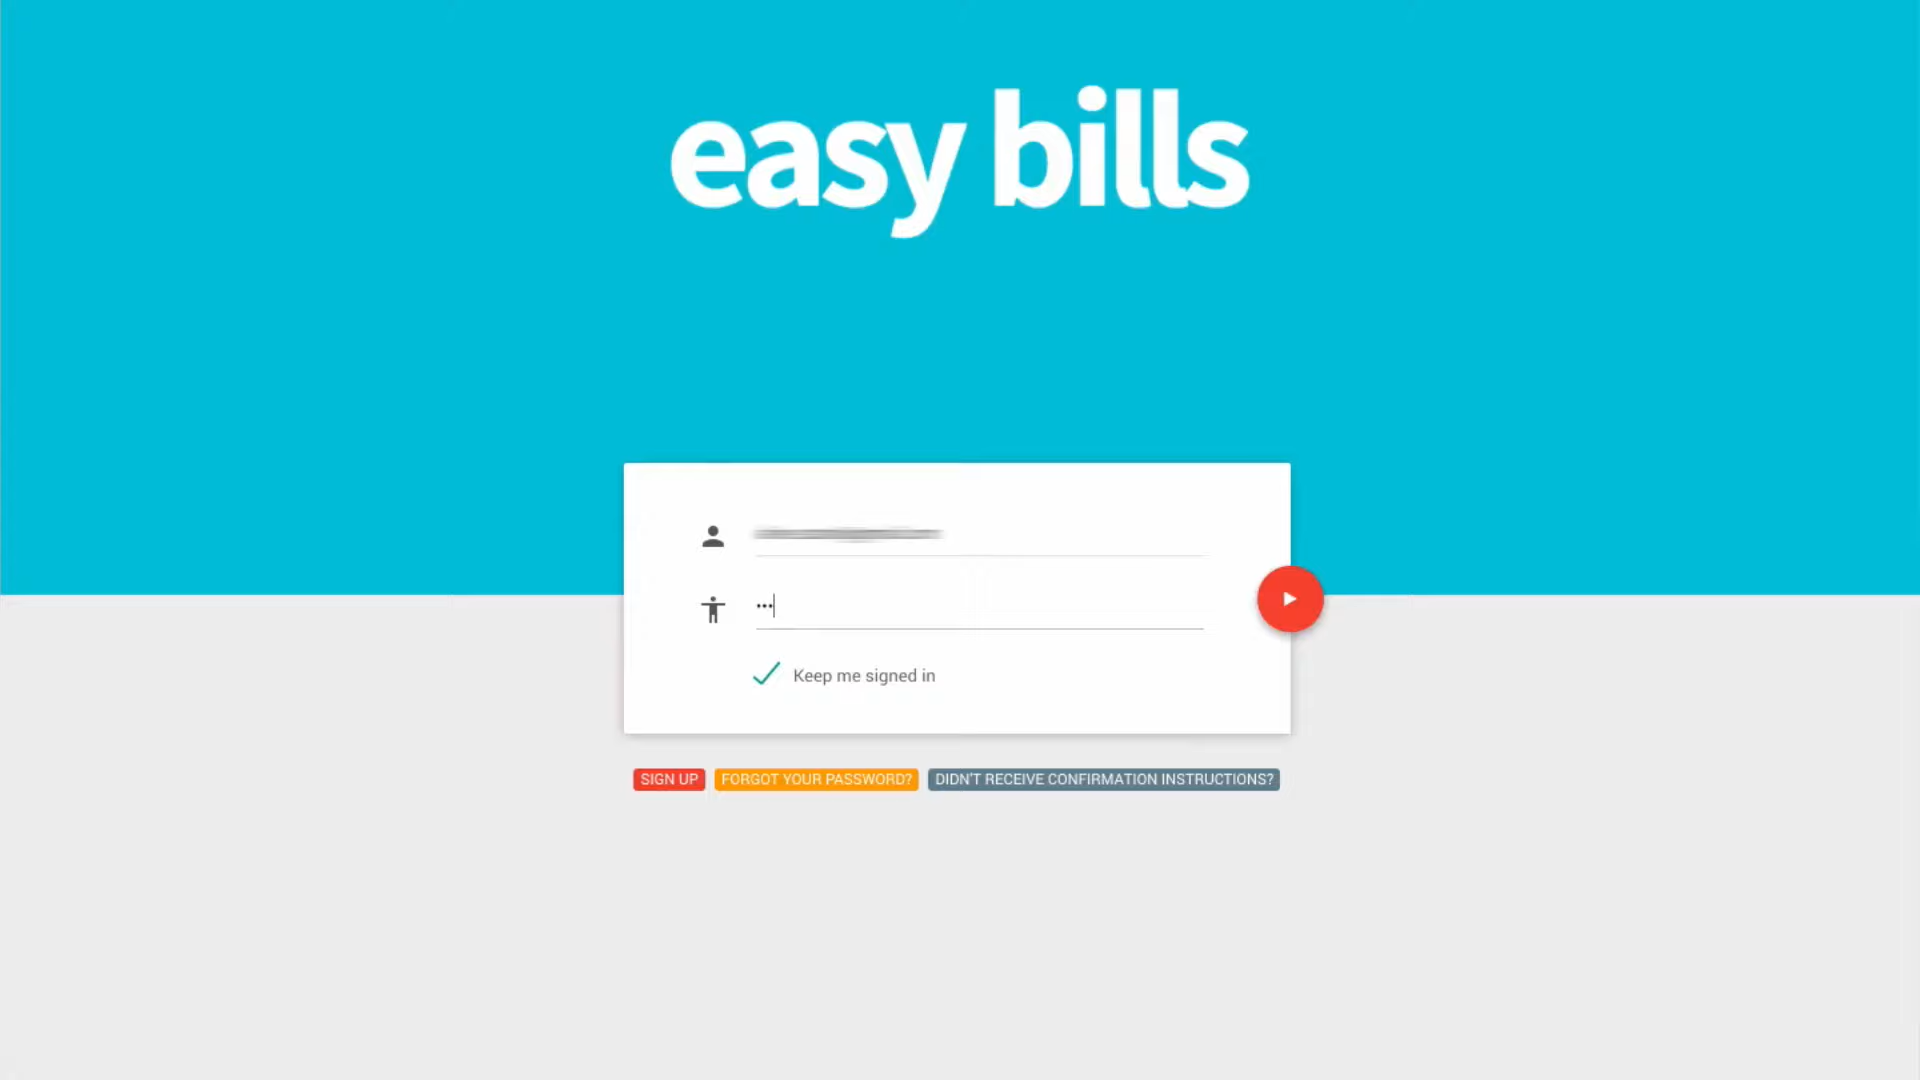 easy bills
•••
Keep me signed in
SIGN UP FORGOT YOUR PASSWORD? DIDN'T RECEIVE CONFIRMATION INSTRUCTIONS?